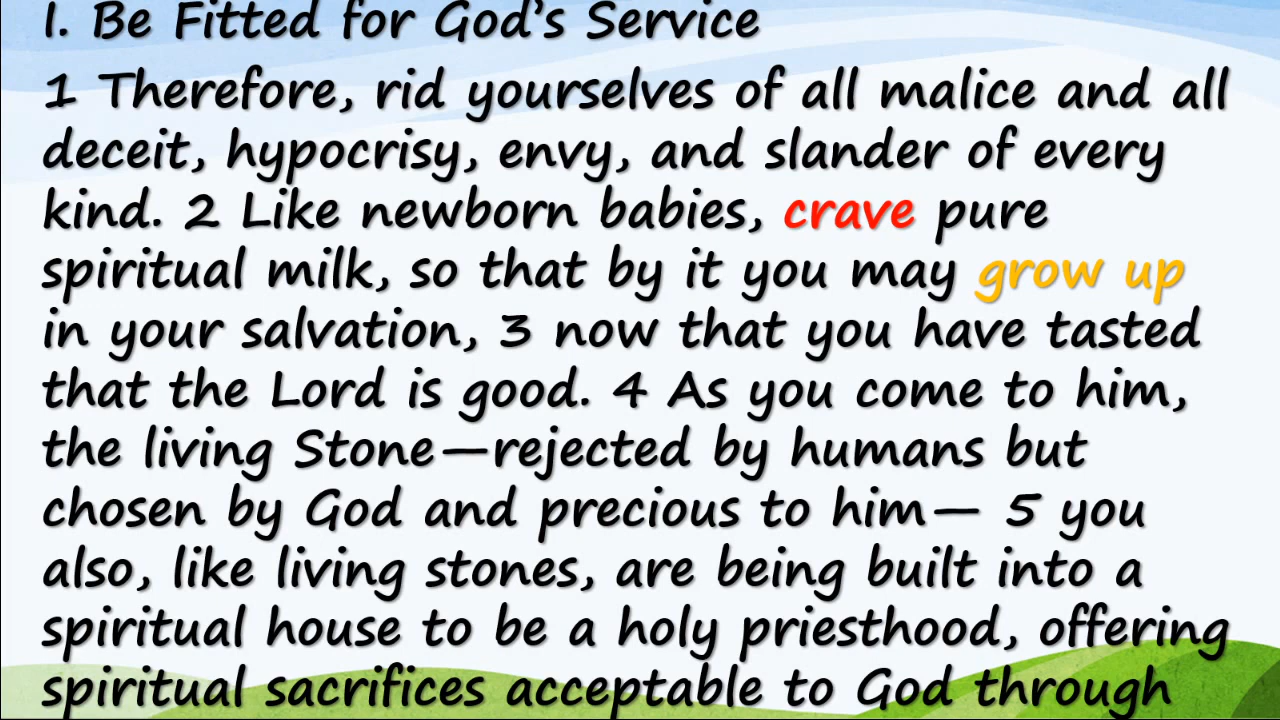 I. Be Fitted for God’s Service
1 Therefore, rid yourselves of all malice and all
deceit, hypocrisy, envy, and slander of every
kind. 2 Like newborn babies, crave pure
spiritual milk, so that by it you may grow up
in your salvation, 3 now that you have tasted
that the Lord is good. 4 As you come to him,
the living Stone—rejected by humans but
chosen by God and precious to him— 5 you
also, like living stones, are being built into a
spiritual house to be a holy priesthood, offering
spiritual sacrifices acceptable to God through